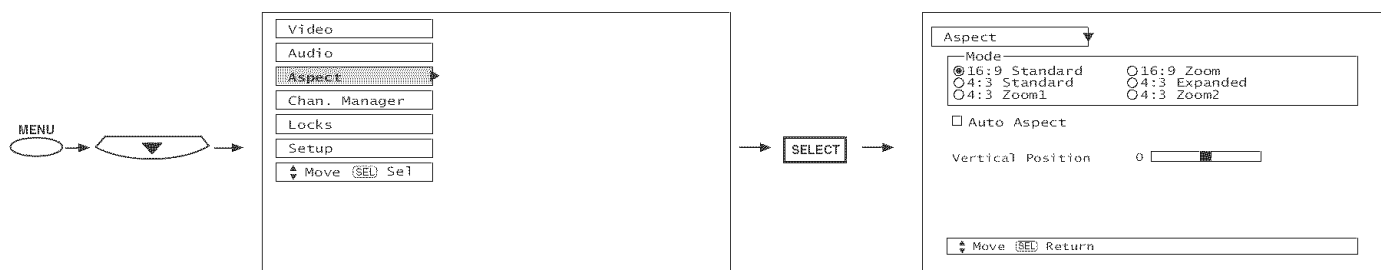 MENU
Video
Audio
Aspect
Chan. Manager
Locks
Setup
Move SEL Sel
SELECT
Aspect
Mode
16:9 Standard 16:9 Zoom
4:3 Standard 4:3 Expanded
4:3 Zoom1 4:3 Zoom2
Auto Aspect
Vertical Position 0
Move SEL Return